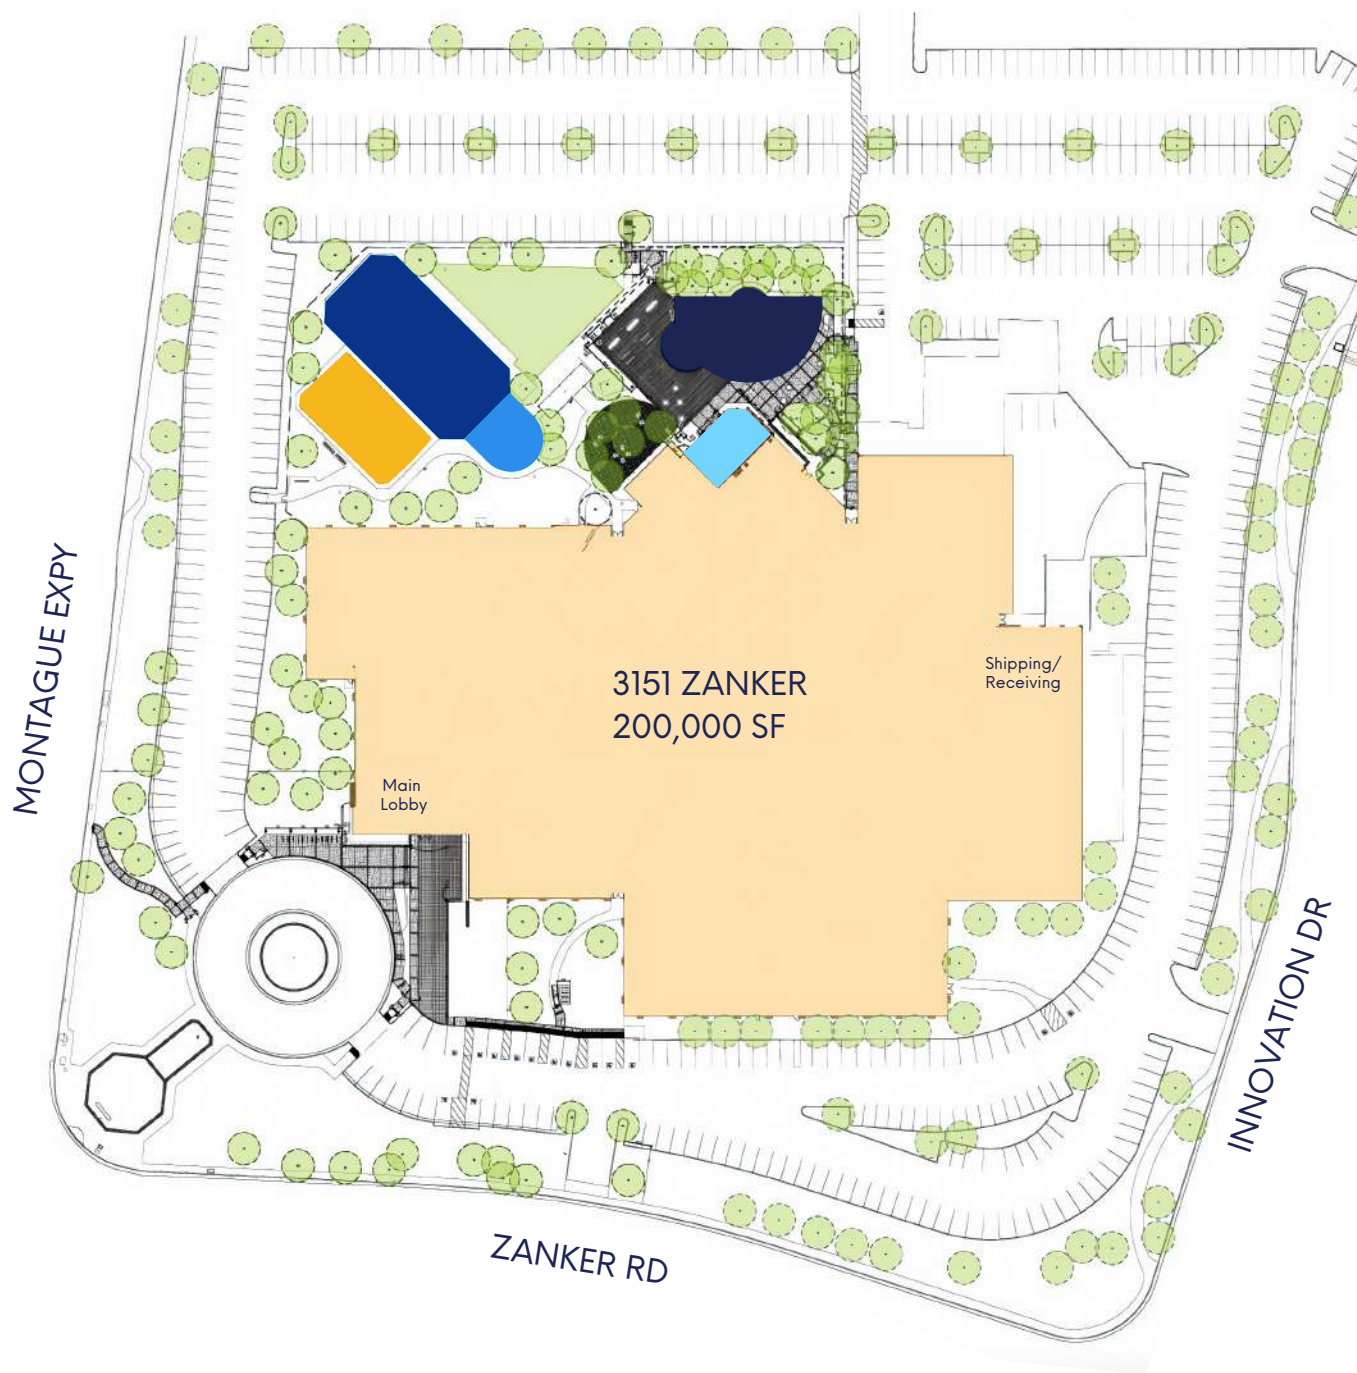 MONTAGUE EXPY
3151 ZANKER
200,000 SF
Shipping/
Receiving
Main
Lobby
INNOVATION DR
ZANKER RD